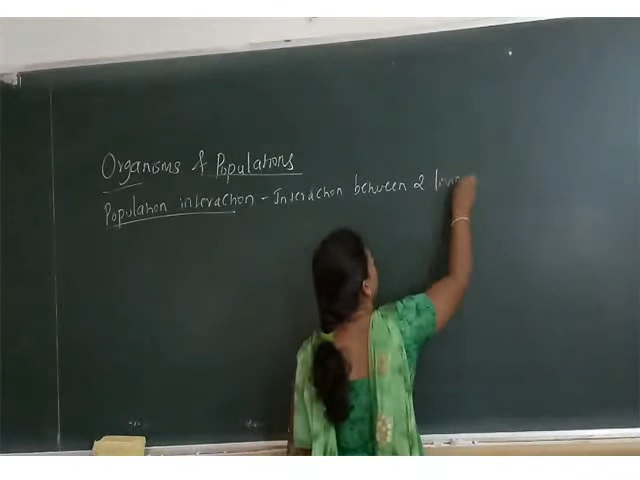 Organisms & Populations
Population interaction - Interaction between 2